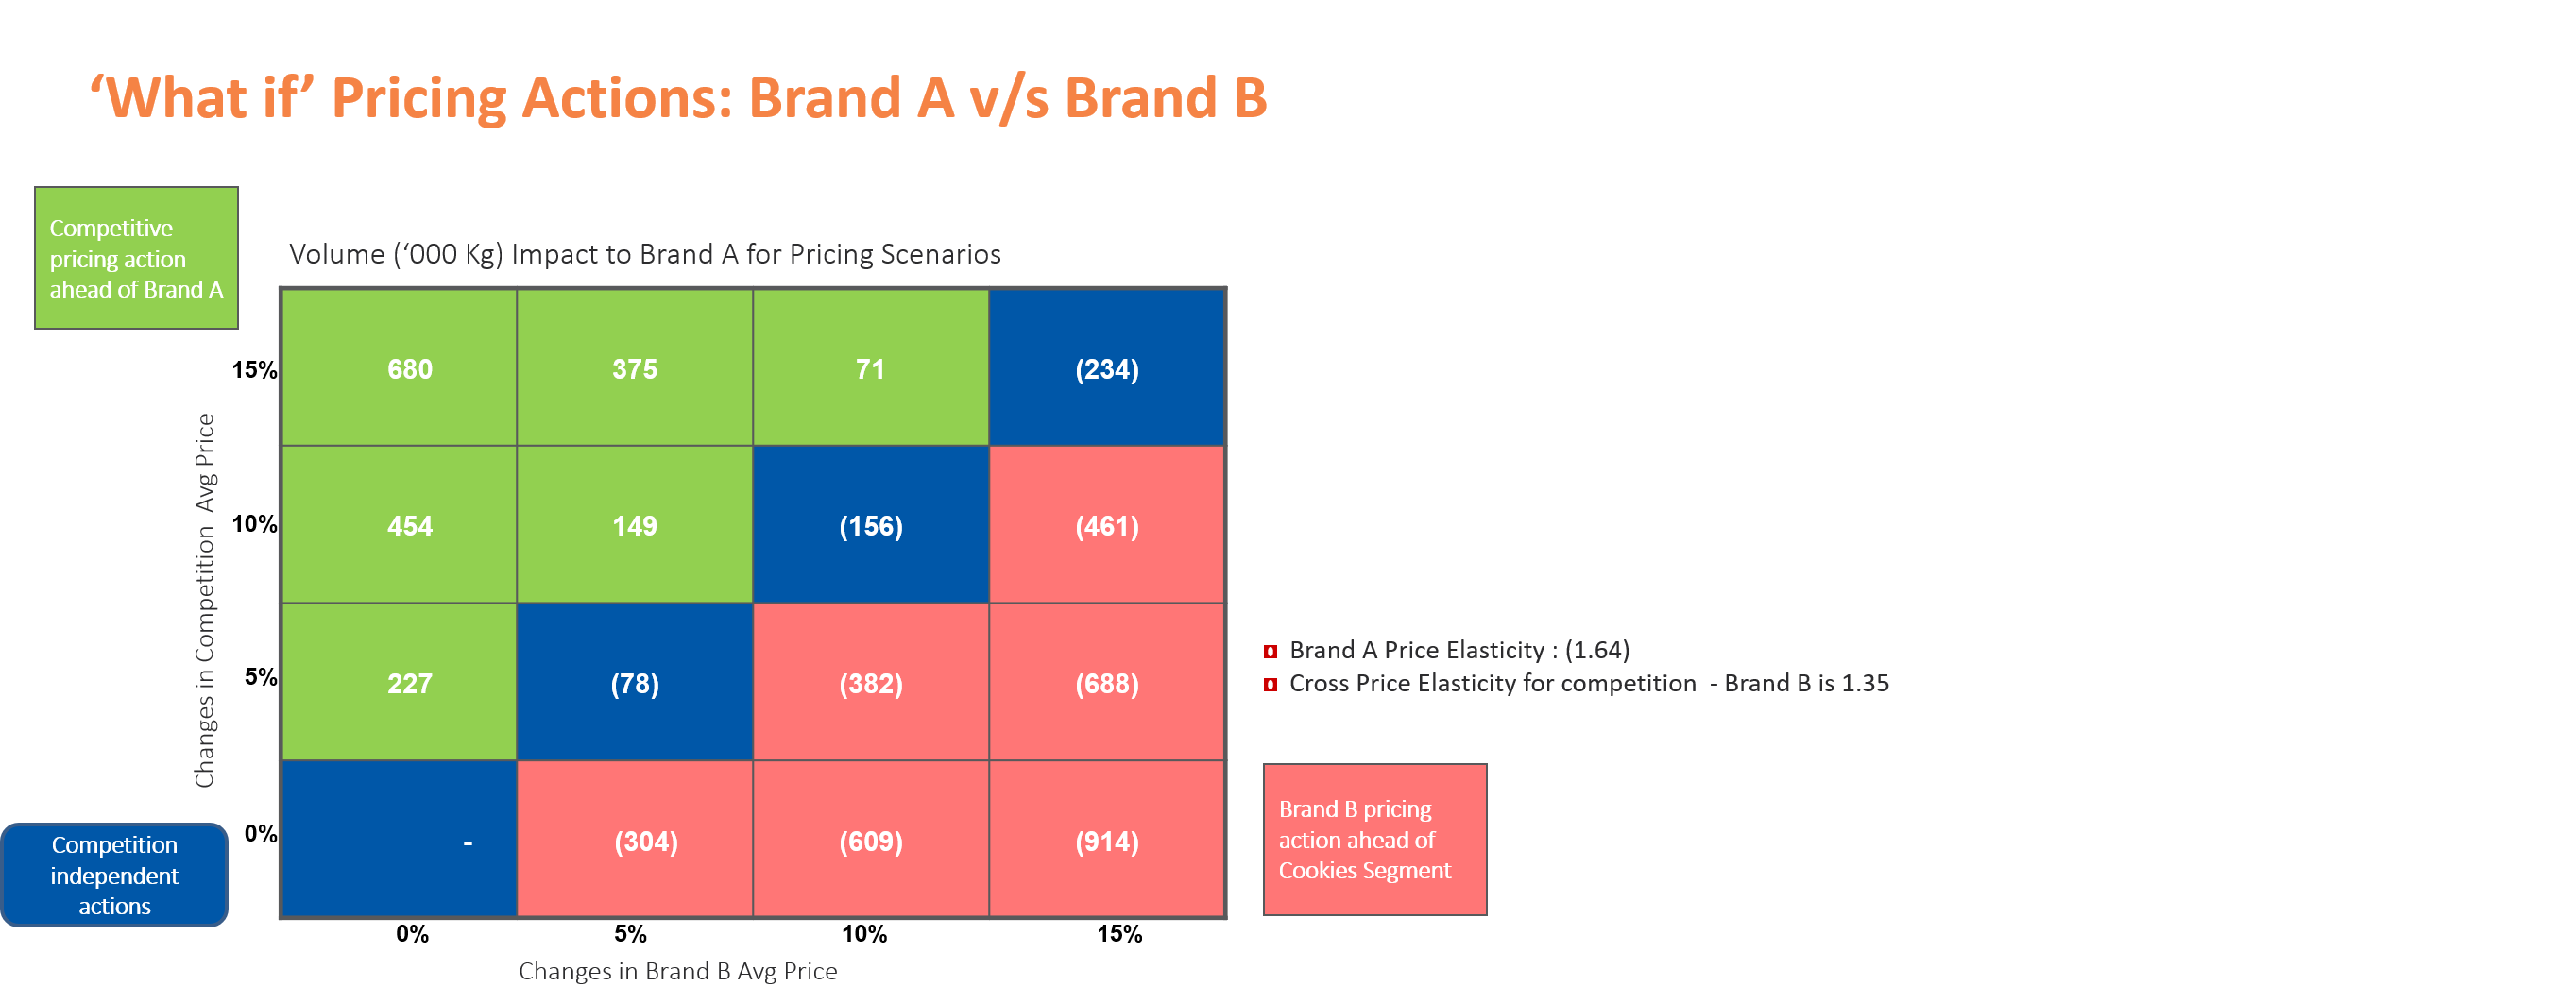 ‘What if’ Pricing Actions: Brand A v/s Brand B
Competitive
pricing action
ahead of Brand A
Volume (‘000 Kg) Impact to Brand A for Pricing Scenarios
Changes in Competition Avg Price
15%
680
375
71
(234)
10%
454
149
(156)
(461)
5%
227
(78)
(382)
(688)
0%
-
(304)
(609)
(914)
0%
5%
10%
15%
Changes in Brand B Avg Price
Competition
independent
actions
Brand A Price Elasticity : (1.64)
Cross Price Elasticity for competition - Brand B is 1.35
Brand B pricing
action ahead of
Cookies Segment